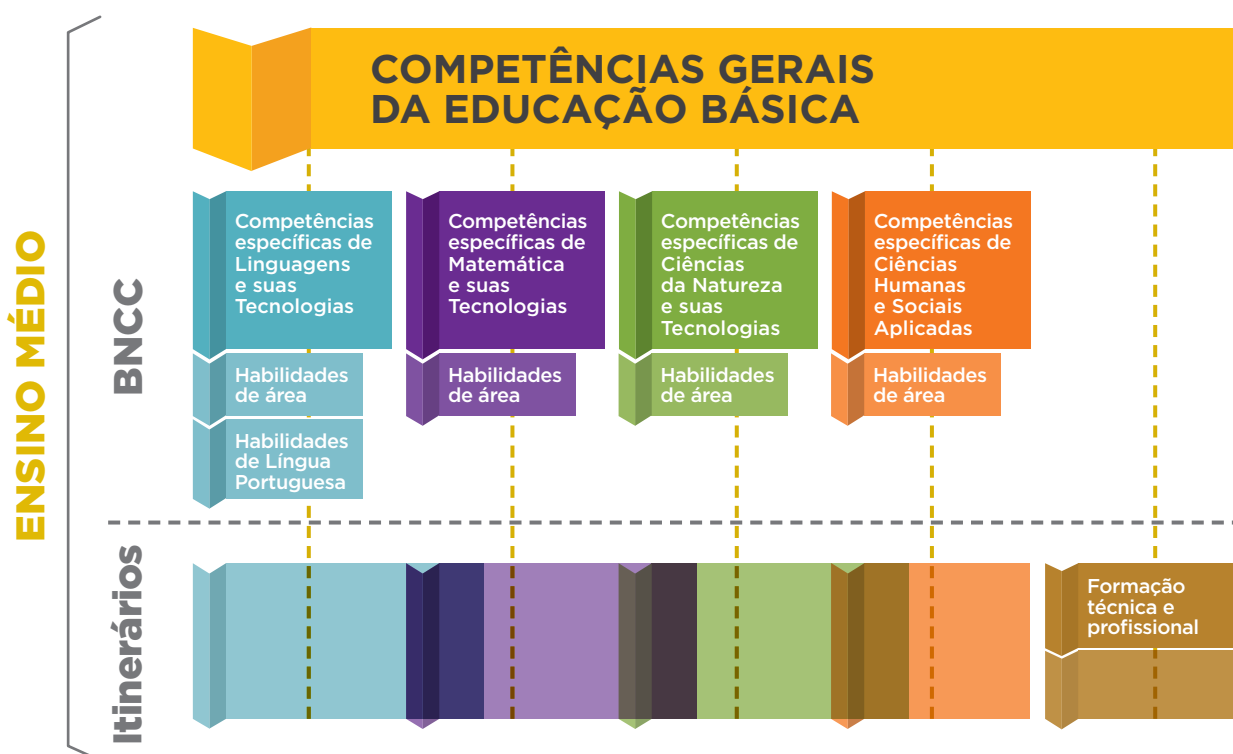 ENSINO MÉDIO
BNCC
COMPETÊNCIAS GERAIS
DA EDUCAÇÃO BÁSICA
Competências
específicas de
Linguagens
e suas
Tecnologias
Habilidades
de área
Habilidades
de Língua
Portuguesa
Competências
específicas de
Matemática
e suas
Tecnologias
Habilidades
de área
Competências
específicas de
Ciências
da Natureza
e suas
Tecnologias
Habilidades
de área
Competências
específicas de
Ciências
Humanas
e Sociais
Aplicadas
Habilidades
de área
Itinerários
Formação
técnica e
profissional